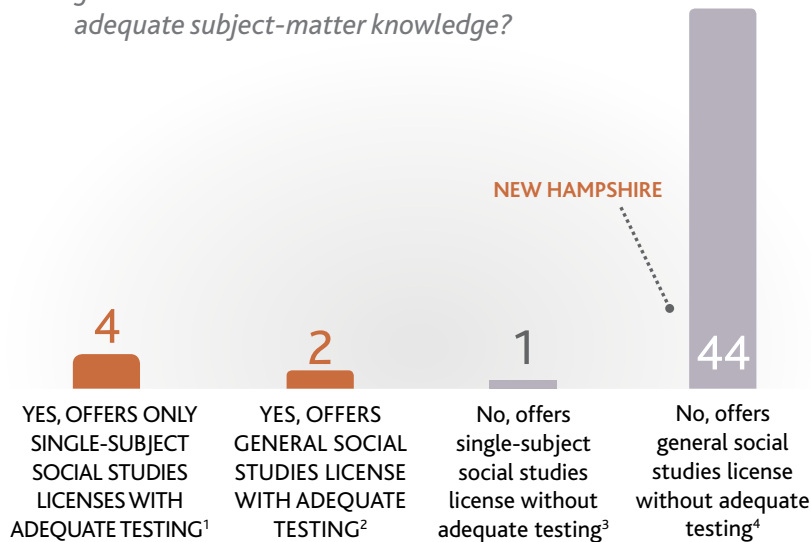 adequate subject-matter knowledge?
NEW HAMPSHIRE
4
2
1
44
YES, OFFERS ONLY
SINGLE-SUBJECT
SOCIAL STUDIES
LICENSES WITH
ADEQUATE TESTING1
YES, OFFERS
GENERAL SOCIAL
STUDIES LICENSE
WITH ADEQUATE
TESTING2
No, offers
single-subject
social studies
license without
adequate testing3
No, offers
general social
studies license
without adequate
testing4